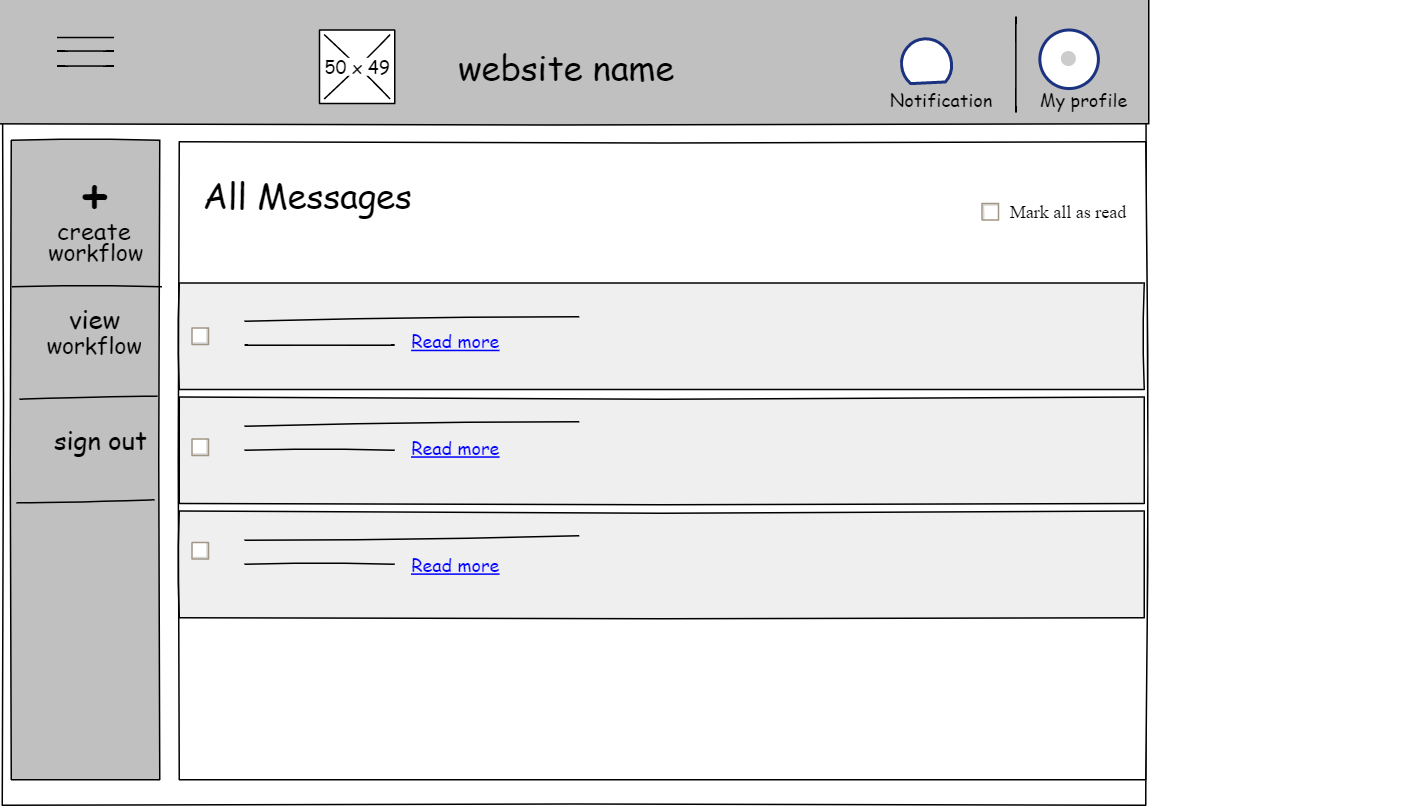 50 x 49
website name
Notification
My profile
+
create
workflow
view
workflow
sign out
All Messages
Mark all as read
Read more
Read more
Read more